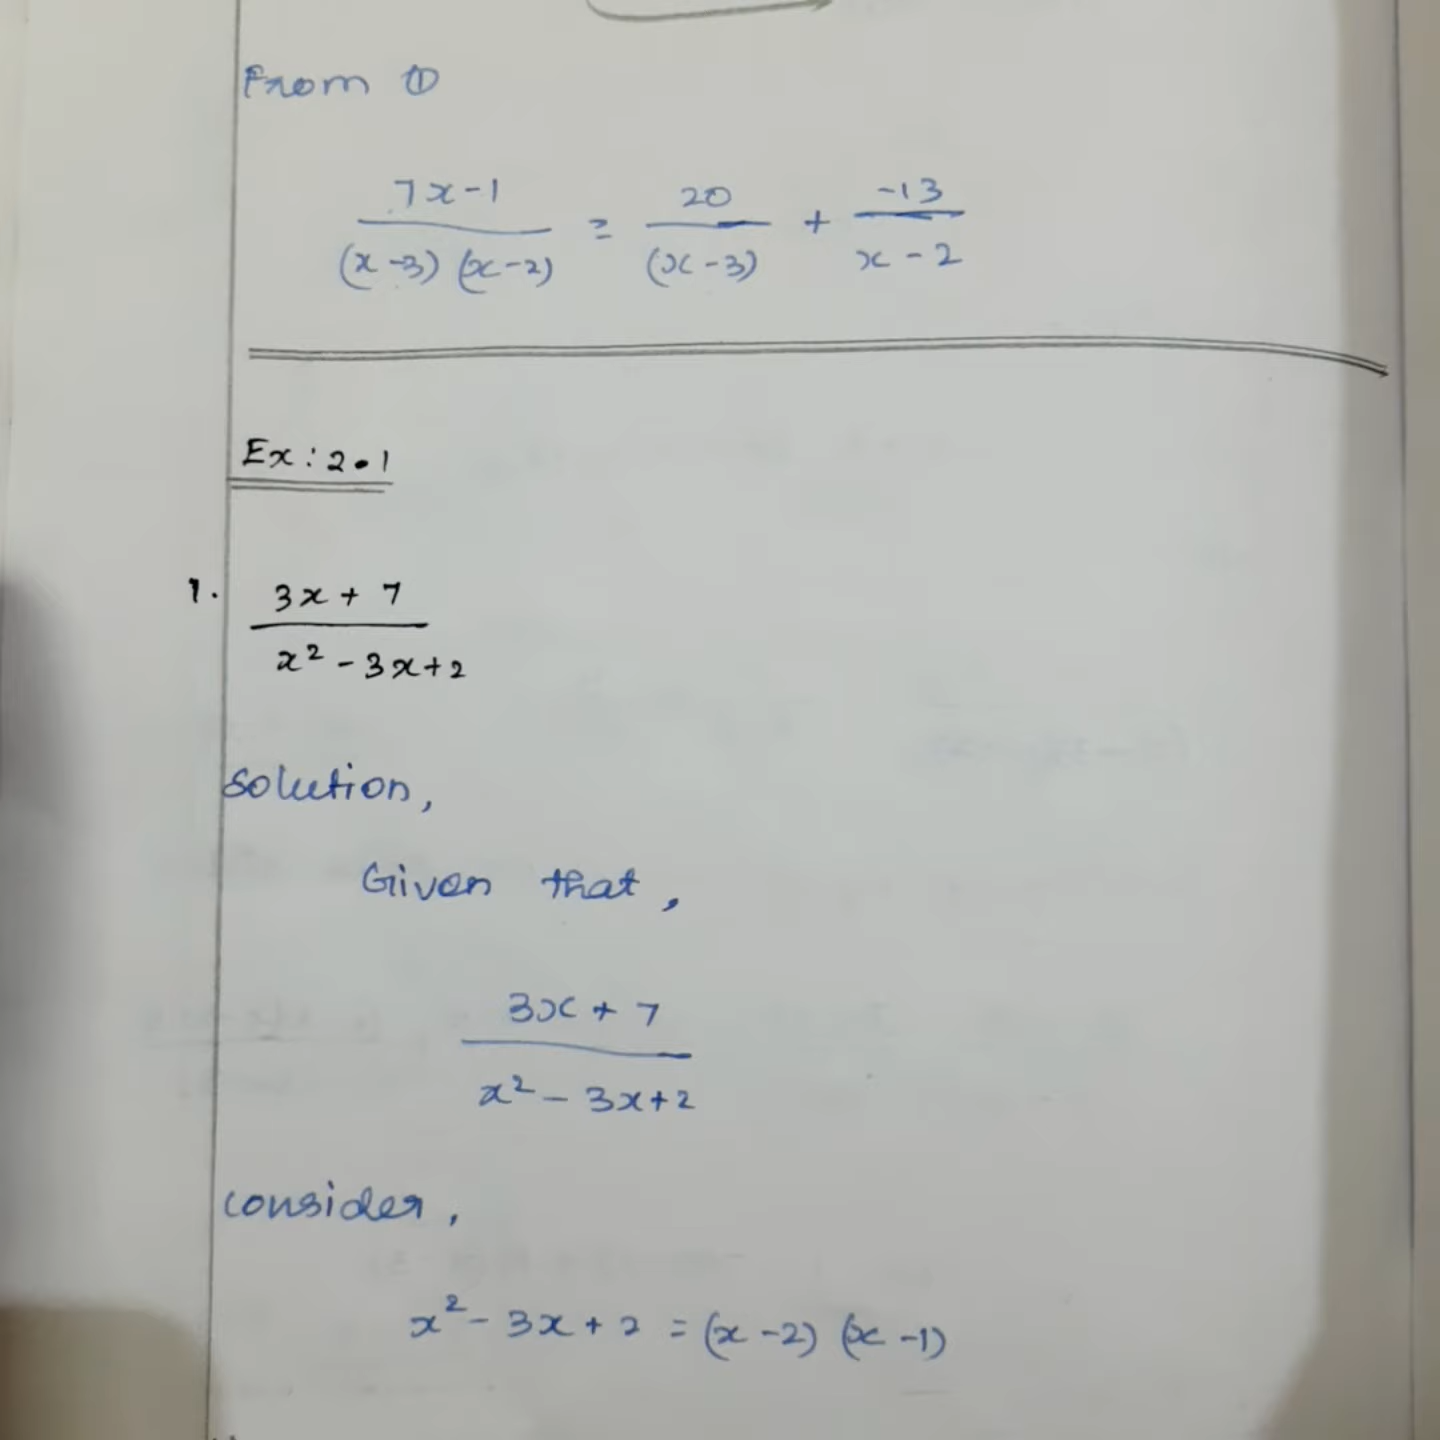 From ①
7x-1 / (x-3) (x-2) = 20 / (x-3) + -13 / x-2
Ex: 2.1
1. 3x+7 / x² - 3x+2
Solution,
Given that,
3x+7 / x² - 3x+2
consider,
x² - 3x + 2 = (x-2) (x-1)